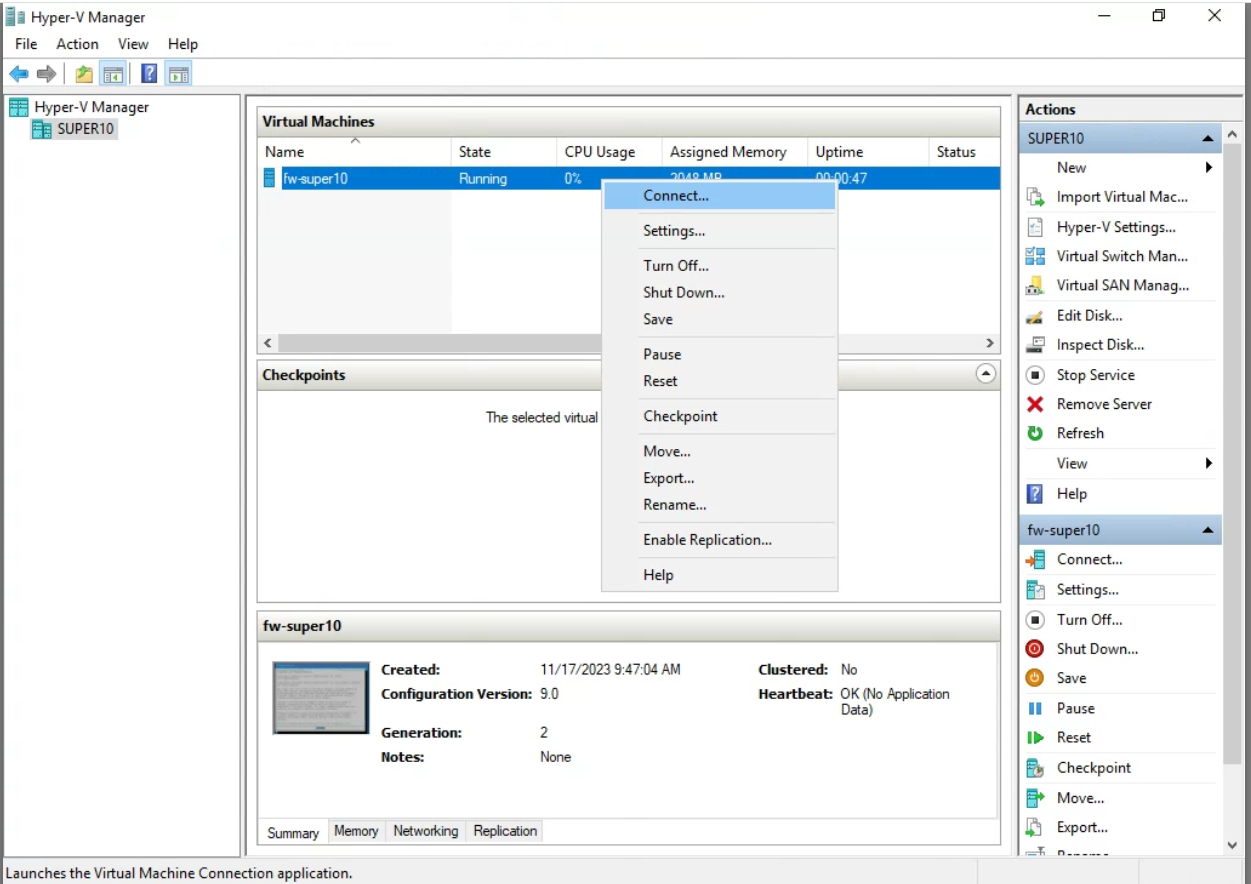 Hyper-V Manager
File Action View Help
Hyper-V Manager
SUPER10
Virtual Machines
Name State CPU Usage Assigned Memory Uptime Status
fw-super10 Running 0% 2048 MB 00:00:47
Connect...
Settings...
Turn Off...
Shut Down...
Save
Pause
Reset
Checkpoint
Move...
Export...
Rename...
Enable Replication...
Help
Checkpoints
The selected virtual
fw-super10
Created: 11/17/2023 9:47:04 AM Clustered: No
Configuration Version: 9.0 Heartbeat: OK (No Application
Data)
Generation: 2
Notes: None
Summary Memory Networking Replication
Actions
SUPER10
New
Import Virtual Mac...
Hyper-V Settings...
Virtual Switch Man...
Virtual SAN Manag...
Edit Disk...
Inspect Disk...
Stop Service
Remove Server
Refresh
View
Help
fw-super10
Connect...
Settings...
Turn Off...
Shut Down...
Save
Pause
Reset
Checkpoint
Move...
Export...
Launches the Virtual Machine Connection application.